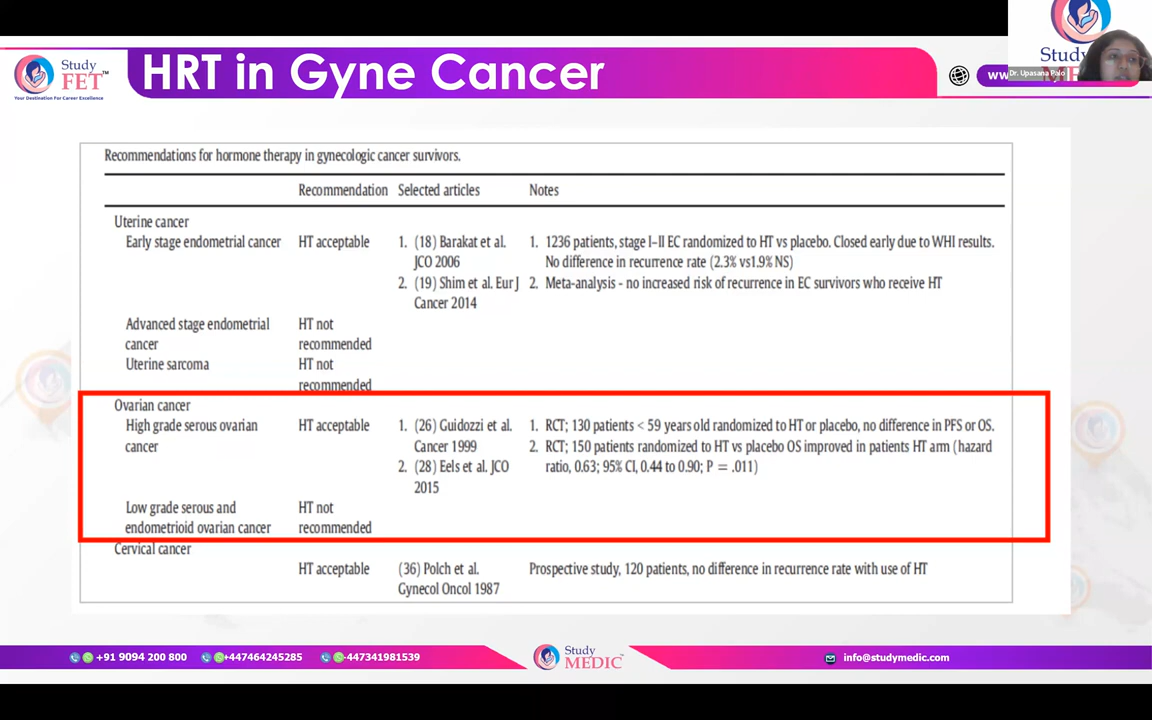 Study
FET™
Your Destination For Career Excellence
HRT in Gyne Cancer
Study
ww
Dr. Upasana Palo
Recommendations for hormone therapy in gynecologic cancer survivors.
Recommendation Selected articles Notes
Uterine cancer
Early stage endometrial cancer HT acceptable 1. (18) Barakat et al. 1. 1236 patients, stage I–II EC randomized to HT vs placebo. Closed early due to WHI results.
JCO 2006 No difference in recurrence rate (2.3% vs1.9% NS)
2. (19) Shim et al. Eur J 2. Meta-analysis - no increased risk of recurrence in EC survivors who receive HT
Cancer 2014
Advanced stage endometrial HT not
cancer recommended
Uterine sarcoma HT not
recommended
Ovarian cancer
High grade serous ovarian HT acceptable 1. (26) Guidozzi et al. 1. RCT; 130 patients < 59 years old randomized to HT or placebo, no difference in PFS or OS.
cancer Cancer 1999 2. RCT; 150 patients randomized to HT vs placebo OS improved in patients HT arm (hazard
2. (28) Eels et al. JCO ratio, 0.63; 95% CI, 0.44 to 0.90; P = .011)
2015
Low grade serous and HT not
endometrioid ovarian cancer recommended
Cervical cancer
HT acceptable (36) Polch et al. Prospective study, 120 patients, no difference in recurrence rate with use of HT
Gynecol Oncol 1987
+91 9094 200 800 +447464245285 +447341981539 Study MEDIC™ info@studymedic.com